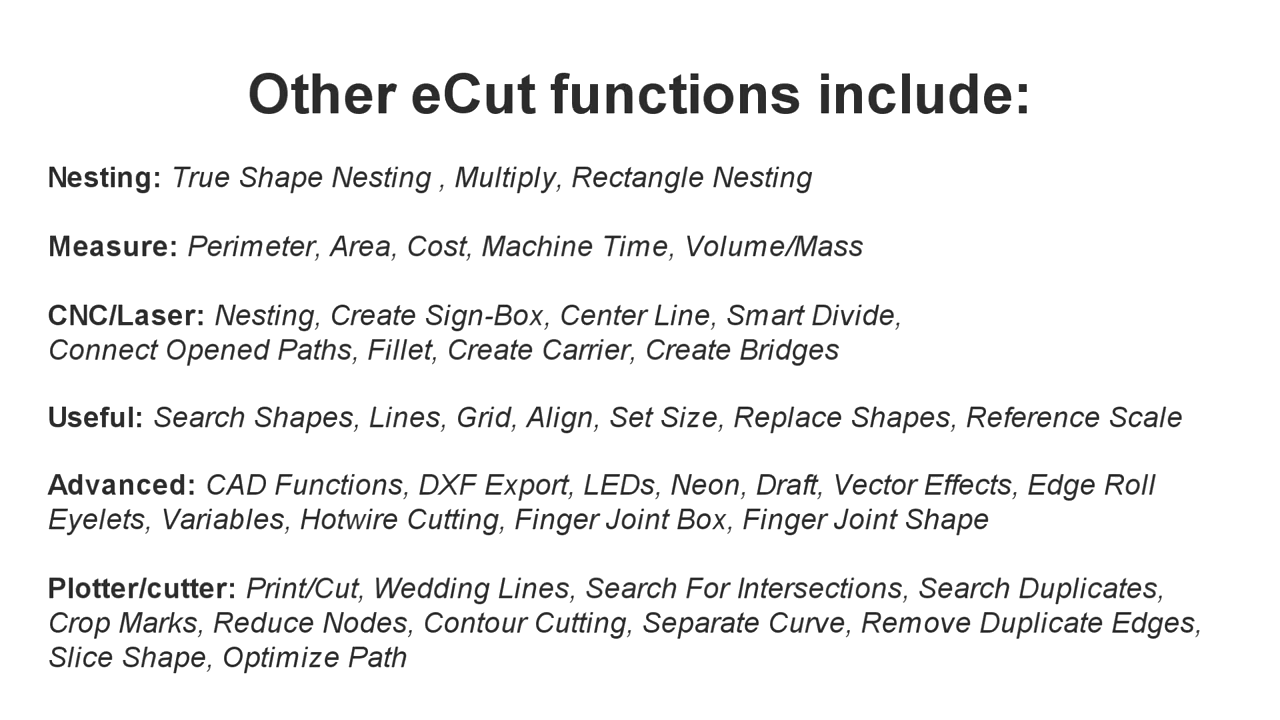 Other eCut functions include:
Nesting: True Shape Nesting , Multiply, Rectangle Nesting
Measure: Perimeter, Area, Cost, Machine Time, Volume/Mass
CNC/Laser: Nesting, Create Sign-Box, Center Line, Smart Divide,
Connect Opened Paths, Fillet, Create Carrier, Create Bridges
Useful: Search Shapes, Lines, Grid, Align, Set Size, Replace Shapes, Reference Scale
Advanced: CAD Functions, DXF Export, LEDs, Neon, Draft, Vector Effects, Edge Roll
Eyelets, Variables, Hotwire Cutting, Finger Joint Box, Finger Joint Shape
Plotter/cutter: Print/Cut, Wedding Lines, Search For Intersections, Search Duplicates,
Crop Marks, Reduce Nodes, Contour Cutting, Separate Curve, Remove Duplicate Edges,
Slice Shape, Optimize Path